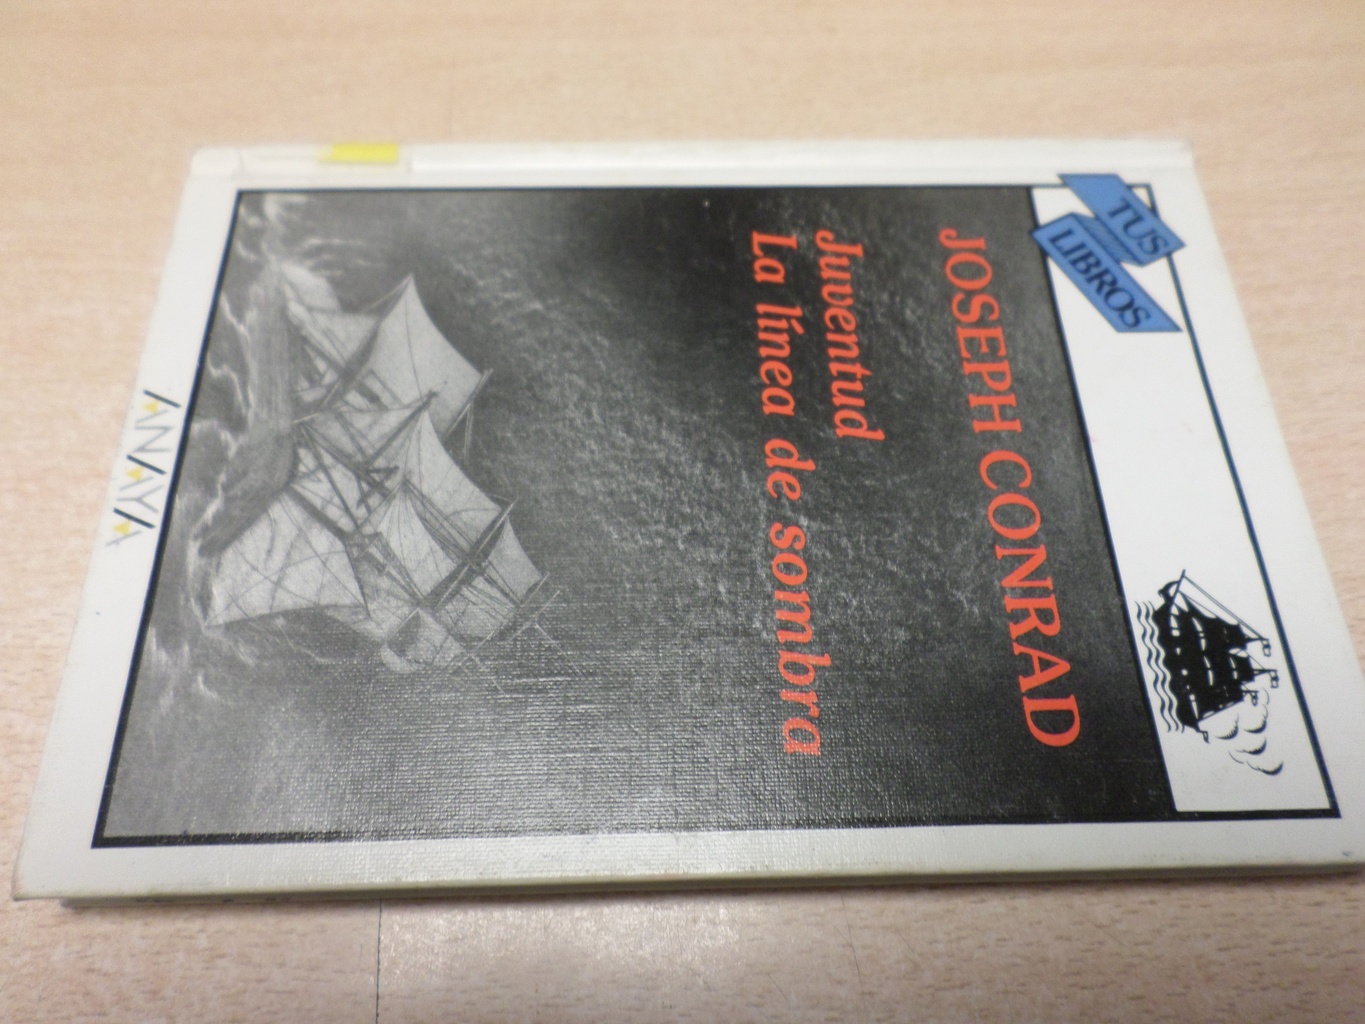 TUS
LIBROS
JOSEPH CONRAD
Juventud
La línea de sombra
ANAYA